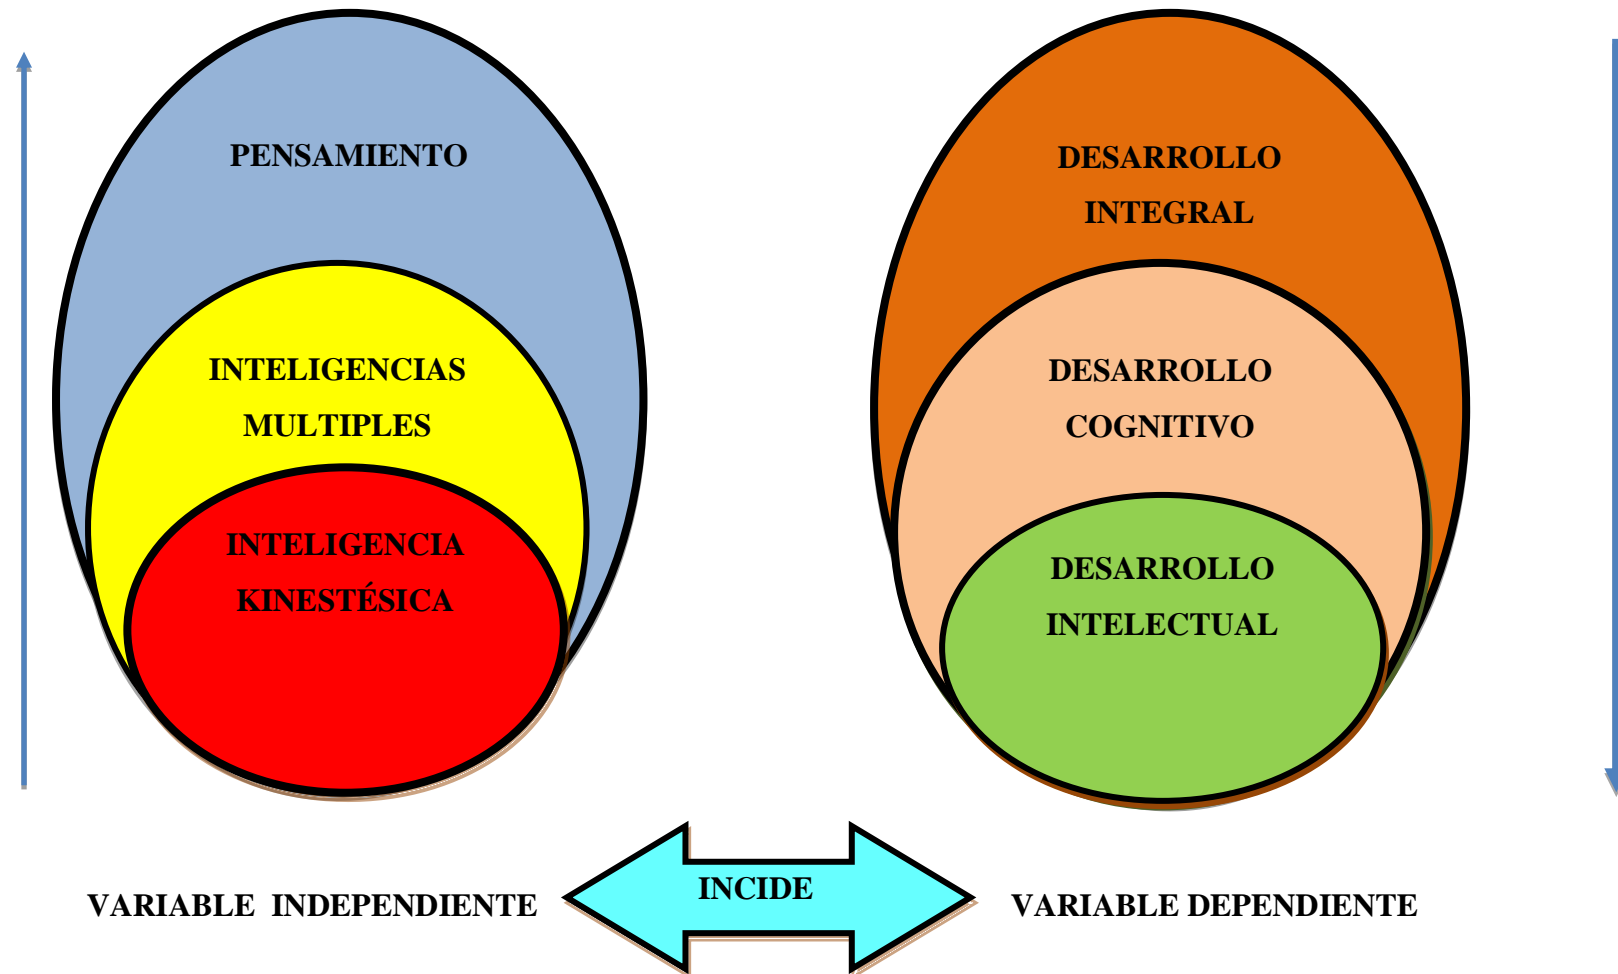 PENSAMIENTO
INTELIGENCIAS
MULTIPLES
INTELIGENCIA
KINESTÉSICA
DESARROLLO
INTEGRAL
DESARROLLO
COGNITIVO
DESARROLLO
INTELECTUAL
VARIABLE  INDEPENDIENTE
INCIDE
VARIABLE DEPENDIENTE